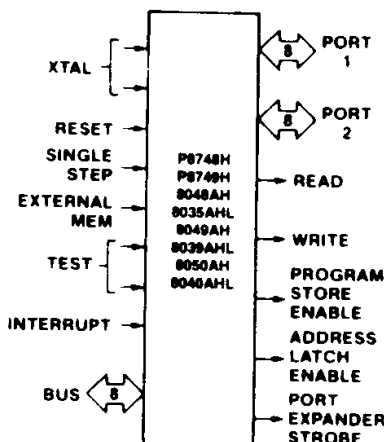 XTAL
RESET
SINGLE
STEP
EXTERNAL
MEM
TEST
INTERRUPT
BUS
8
P8748H
P8749H
8048AH
8035AHL
8049AH
8039AHL
8050AH
8040AHL
8
PORT
1
8
PORT
2
READ
WRITE
PROGRAM
STORE
ENABLE
ADDRESS
LATCH
ENABLE
PORT
EXPANDER
STROBE